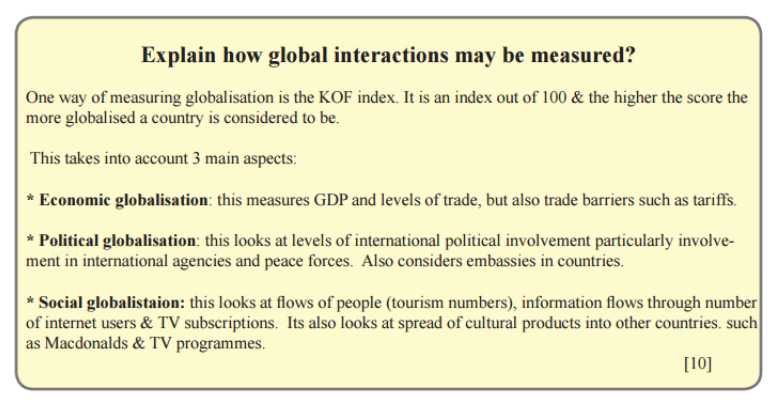 Explain how global interactions may be measured?
One way of measuring globalisation is the KOF index. It is an index out of 100 & the higher the score the
more globalised a country is considered to be.
This takes into account 3 main aspects:
* Economic globalisation: this measures GDP and levels of trade, but also trade barriers such as tariffs.
* Political globalisation: this looks at levels of international political involvement particularly involve-
ment in international agencies and peace forces. Also considers embassies in countries.
* Social globalistaion: this looks at flows of people (tourism numbers), information flows through number
of internet users & TV subscriptions. Its also looks at spread of cultural products into other countries. such
as Macdonalds & TV programmes.
[10]